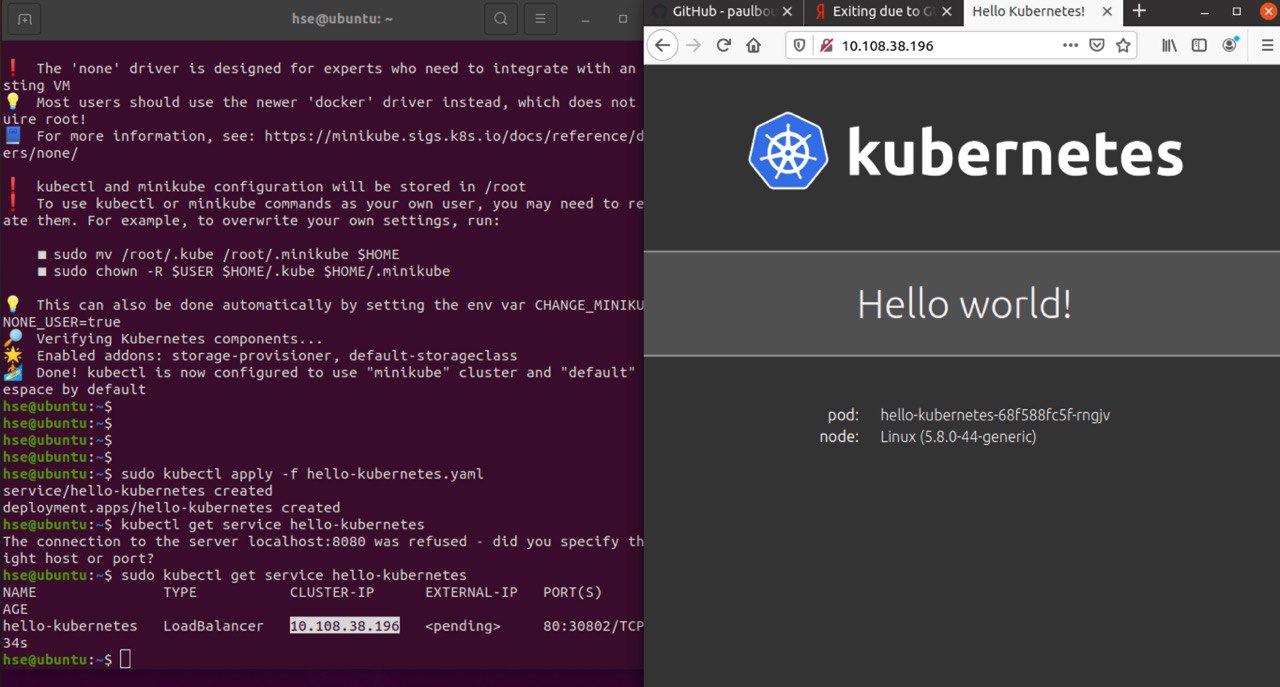 hse@ubuntu: ~
The 'none' driver is designed for experts who need to integrate with an
sting VM
Most users should use the newer 'docker' driver instead, which does not
uire root!
For more information, see: https://minikube.sigs.k8s.io/docs/reference/d
ers/none/
kubectl and minikube configuration will be stored in /root
To use kubectl or minikube commands as your own user, you may need to re
ate them. For example, to overwrite your own settings, run:
■ sudo mv /root/.kube /root/.minikube $HOME
■ sudo chown -R $USER $HOME/.kube $HOME/.minikube
This can also be done automatically by setting the env var CHANGE_MINIKU
NONE_USER=true
Verifying Kubernetes components...
Enabled addons: storage-provisioner, default-storageclass
Done! kubectl is now configured to use "minikube" cluster and "default"
espace by default
hse@ubuntu:~$
hse@ubuntu:~$
hse@ubuntu:~$
hse@ubuntu:~$
hse@ubuntu:~$ sudo kubectl apply -f hello-kubernetes.yaml
service/hello-kubernetes created
deployment.apps/hello-kubernetes created
hse@ubuntu:~$ kubectl get service hello-kubernetes
The connection to the server localhost:8080 was refused - did you specify th
ight host or port?
hse@ubuntu:~$ sudo kubectl get service hello-kubernetes
NAME TYPE CLUSTER-IP EXTERNAL-IP PORT(S)
AGE
hello-kubernetes LoadBalancer 10.108.38.196 <pending> 80:30802/TCP
34s
hse@ubuntu:~$
GitHub - paulbou
Я Exiting due to G
Hello Kubernetes!
10.108.38.196
kubernetes
Hello world!
pod: hello-kubernetes-68f588fc5f-rngjv
node: Linux (5.8.0-44-generic)